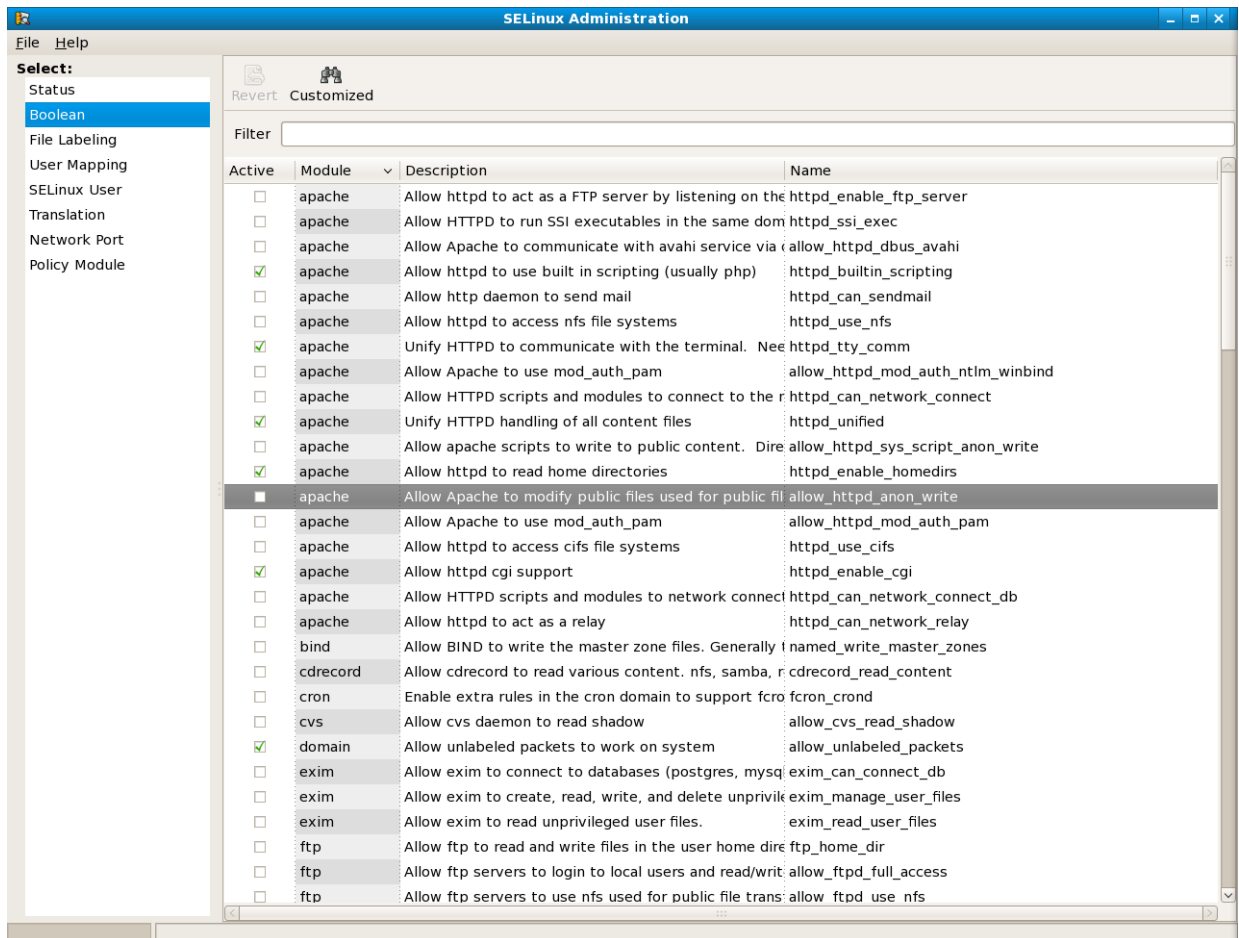 SELinux Administration
File Help
Select:
Status
Boolean
File Labeling
User Mapping
SELinux User
Translation
Network Port
Policy Module
Revert Customized
Filter
Active Module Description Name
apache Allow httpd to act as a FTP server by listening on the httpd_enable_ftp_server
apache Allow HTTPD to run SSI executables in the same dom httpd_ssi_exec
apache Allow Apache to communicate with avahi service via allow_httpd_dbus_avahi
apache Allow httpd to use built in scripting (usually php) httpd_builtin_scripting
apache Allow http daemon to send mail httpd_can_sendmail
apache Allow httpd to access nfs file systems httpd_use_nfs
apache Unify HTTPD to communicate with the terminal. Nee httpd_tty_comm
apache Allow Apache to use mod_auth_pam allow_httpd_mod_auth_ntlm_winbind
apache Allow HTTPD scripts and modules to connect to the httpd_can_network_connect
apache Unify HTTPD handling of all content files httpd_unified
apache Allow apache scripts to write to public content. Dire allow_httpd_sys_script_anon_write
apache Allow httpd to read home directories httpd_enable_homedirs
apache Allow Apache to modify public files used for public fil allow_httpd_anon_write
apache Allow Apache to use mod_auth_pam allow_httpd_mod_auth_pam
apache Allow httpd to access cifs file systems httpd_use_cifs
apache Allow httpd cgi support httpd_enable_cgi
apache Allow HTTPD scripts and modules to network connect httpd_can_network_connect_db
apache Allow httpd to act as a relay httpd_can_network_relay
bind Allow BIND to write the master zone files. Generally named_write_master_zones
cdrecord Allow cdrecord to read various content. nfs, samba, r cdrecord_read_content
cron Enable extra rules in the cron domain to support fcro fcron_crond
cvs Allow cvs daemon to read shadow allow_cvs_read_shadow
domain Allow unlabeled packets to work on system allow_unlabeled_packets
exim Allow exim to connect to databases (postgres, mysq exim_can_connect_db
exim Allow exim to create, read, write, and delete unprivile exim_manage_user_files
exim Allow exim to read unprivileged user files. exim_read_user_files
ftp Allow ftp to read and write files in the user home dire ftp_home_dir
ftp Allow ftp servers to login to local users and read/writ allow_ftpd_full_access
ftp Allow ftp servers to use nfs used for public file trans allow_ftpd_use_nfs